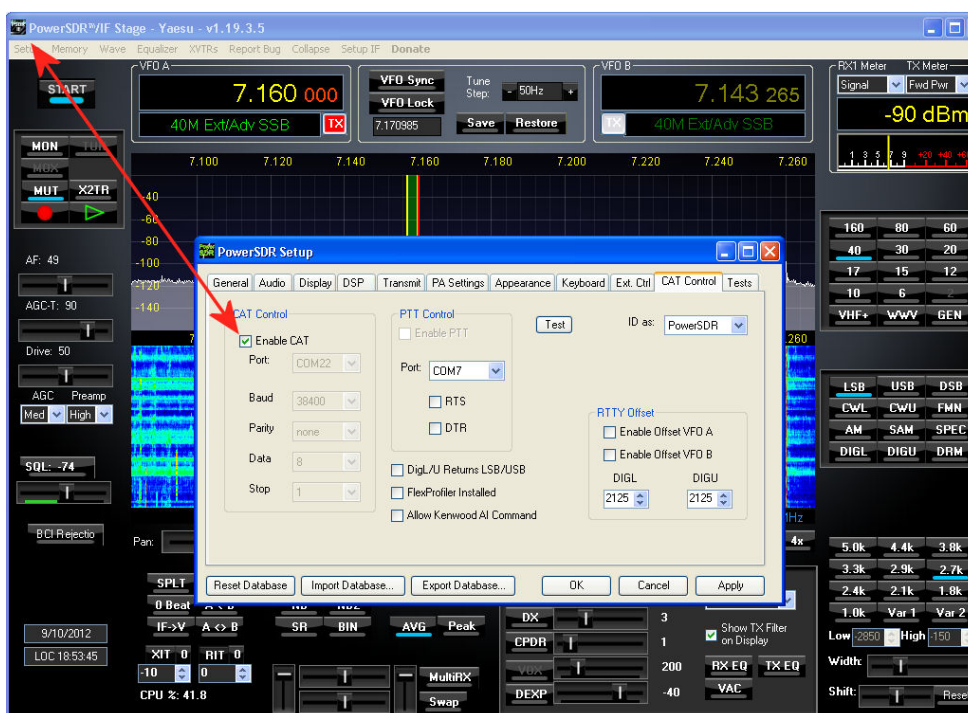 PowerSDR™/IF Stage - Yaesu - v1.19.3.5
Memory Wave Equalizer XVTRs Report Bug Collapse Setup IF Donate
VFO A
VFO B
RX1 Meter TX Meter
START
7.160 000
VFO Sync
Tune Step: - 50Hz +
7.143 265
Signal Fwd Pwr
VFO Lock
-90 dBm
40M Ext/Adv SSB TX
7.170985 Save Restore
TX 40M Ext/Adv SSB
MON
MUT X2TR
7.100 7.120 7.140 7.160 7.180 7.200 7.220 7.240 7.260
1 3 5 7 9 +20 +40
-40
-60
-80
-100
-120
-140
160 80 60
40 30 20
17 15 12
10 6 2
VHF+ WWV GEN
AF: 49
AGC-T: 90
Drive: 50
AGC Preamp
Med High
SQL: -74
BCI Rejectio
PowerSDR Setup
General Audio Display DSP Transmit PA Settings Appearance Keyboard Ext. Ctrl CAT Control Tests
CAT Control
Enable CAT
Port: COM22
Baud 38400
Parity none
Data 8
Stop 1
PTT Control
Enable PTT
Port: COM7
RTS
DTR
Test
ID as: PowerSDR
DigL/U Returns LSB/USB
FlexProfiler Installed
Allow Kenwood AI Command
RTTY Offset
Enable Offset VFO A
Enable Offset VFO B
DIGL DIGU
2125 2125
Reset Database Import Database... Export Database... OK Cancel Apply
.260
LSB USB DSB
CWL CWU FMN
AM SAM SPEC
DIGL DIGU DRM
Pan:
4x
5.0k 4.4k 3.8k
3.3k 2.9k 2.7k
2.4k 2.1k 1.8k
1.0k Var 1 Var 2
Low -2850 High -150
Width:
Shift: Rese
SPLT
0 Beat
IF->V A <> B
XIT 0 RIT 0
-10 0
CPU %: 41.8
9/10/2012
LOC 18:53:45
NB NB2
SR BIN AVG Peak
MultiRX
Swap
DX 3
CPDR 1
VOX 200
DEXP -40
Show TX Filter on Display
RX EQ TX EQ
VAC